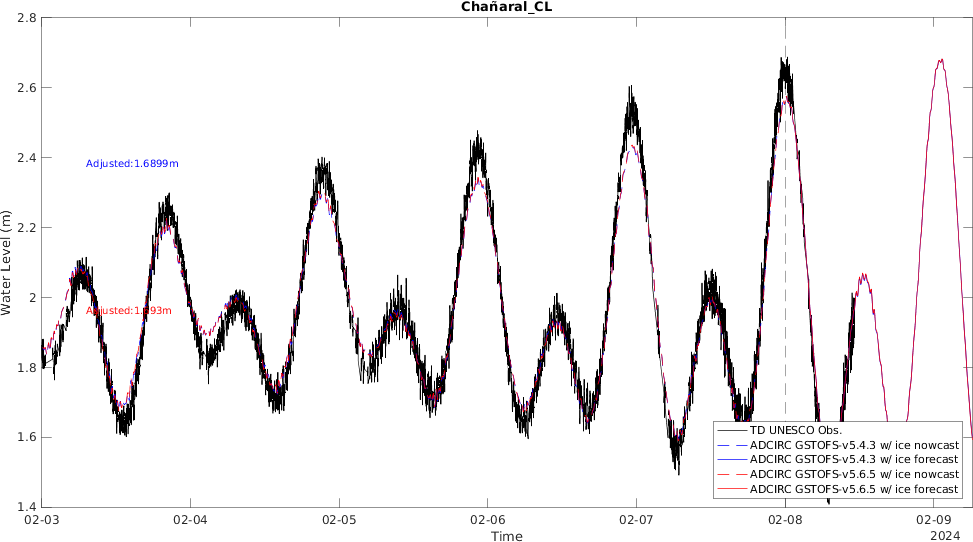 Chañaral_CL
2.8
2.6
2.4
2.2
2
1.8
1.6
1.4
Water Level (m)
Adjusted:1.6899m
TD UNESCO Obs.
ADCIRC GSTOFS-v5.4.3 w/ ice nowcast
ADCIRC GSTOFS-v5.4.3 w/ ice forecast
ADCIRC GSTOFS-v5.6.5 w/ ice nowcast
ADCIRC GSTOFS-v5.6.5 w/ ice forecast
02-03 02-04 02-05 02-06 02-07 02-08 02-09
Time
2024